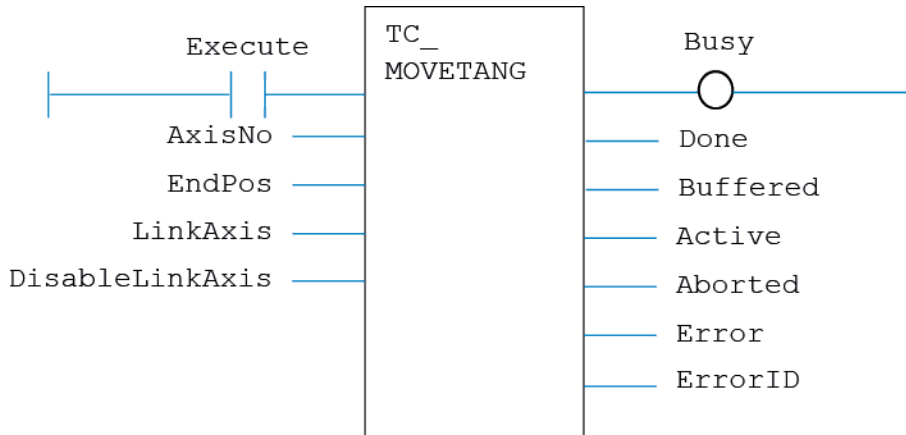 Execute
AxisNo
EndPos
LinkAxis
DisableLinkAxis
TC_
MOVETANG
Busy
Done
Buffered
Active
Aborted
Error
ErrorID